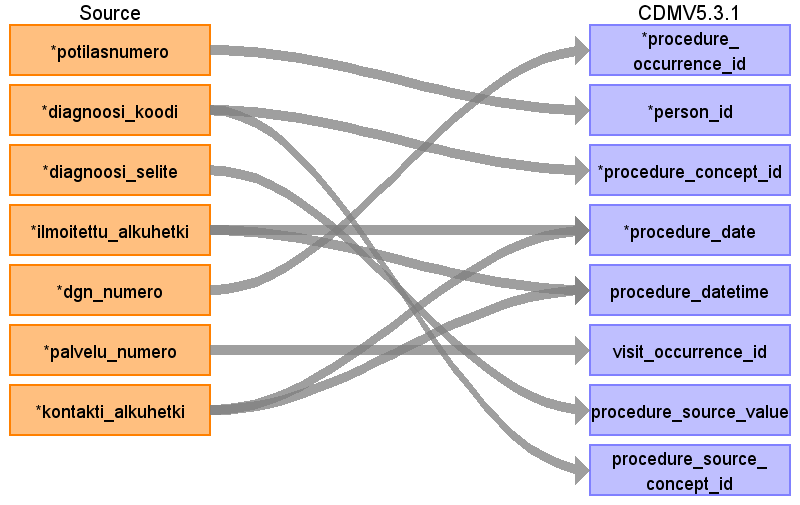 Source
CDMV5.3.1
*potilasnumero
*diagnoosi_koodi
*diagnoosi_selite
*ilmoitettu_alkuhetki
*dgn_numero
*palvelu_numero
*kontakti_alkuhetki
*procedure_
occurrence_id
*person_id
*procedure_concept_id
*procedure_date
procedure_datetime
visit_occurrence_id
procedure_source_value
procedure_source_
concept_id